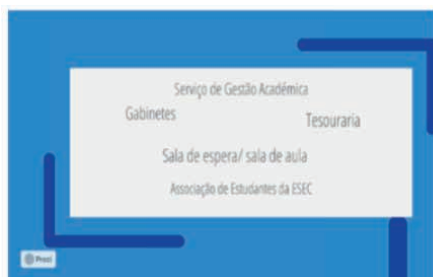 Serviço de Gestão Académica
Gabinetes
Tesouraria
Sala de espera/ sala de aula
Associação de Estudantes da ESEC
Prezi